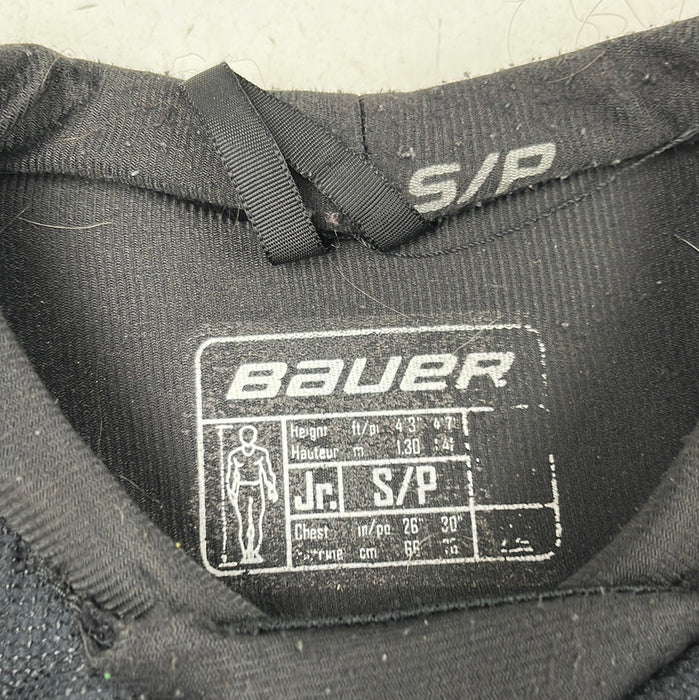 S/P
BAUER
Height ft/pi 4'3" 4'7"
Hauteur m 1.30
Jr. S/P
Chest in/po 26" 30"
cm 66